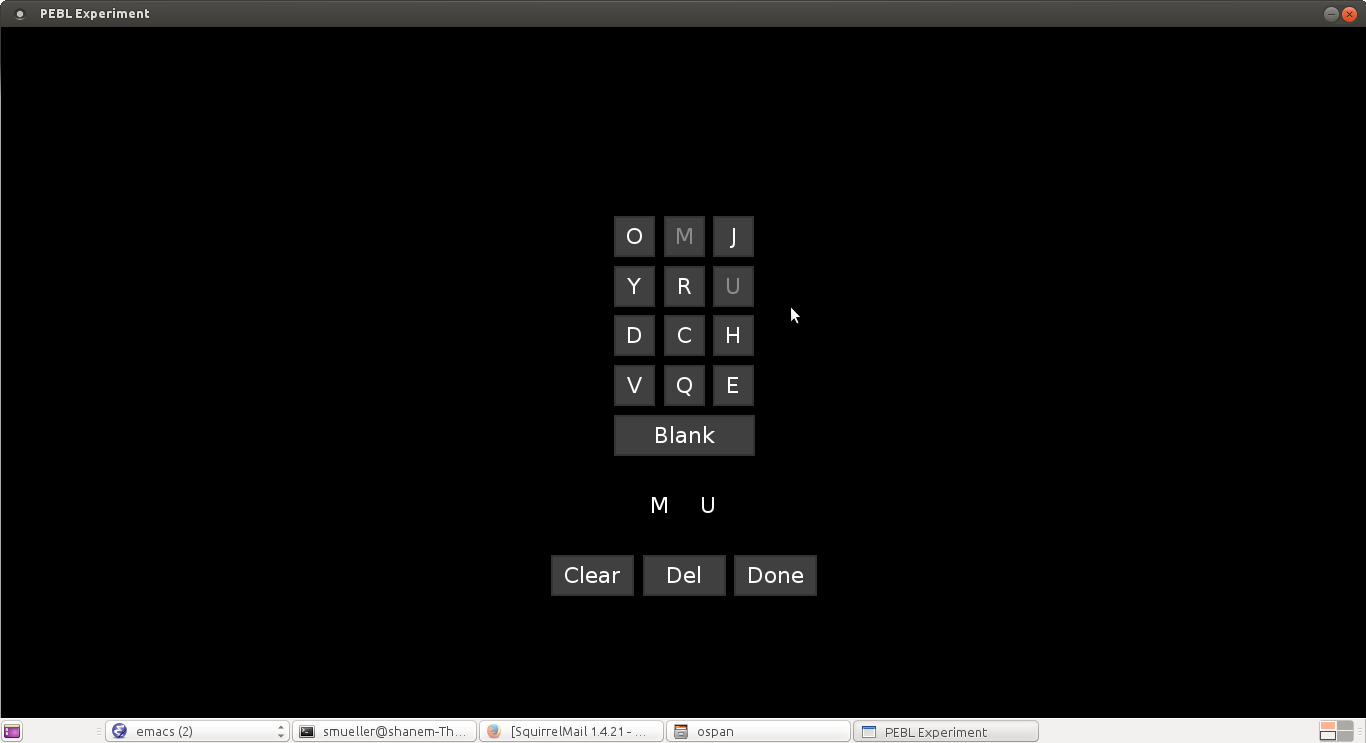 PEBL Experiment
O M J
Y R U
D C H
V Q E
Blank
M U
Clear Del Done
emacs (2) smueller@shanem-Th... [SquirrelMail 1.4.21 - ... ospan PEBL Experiment